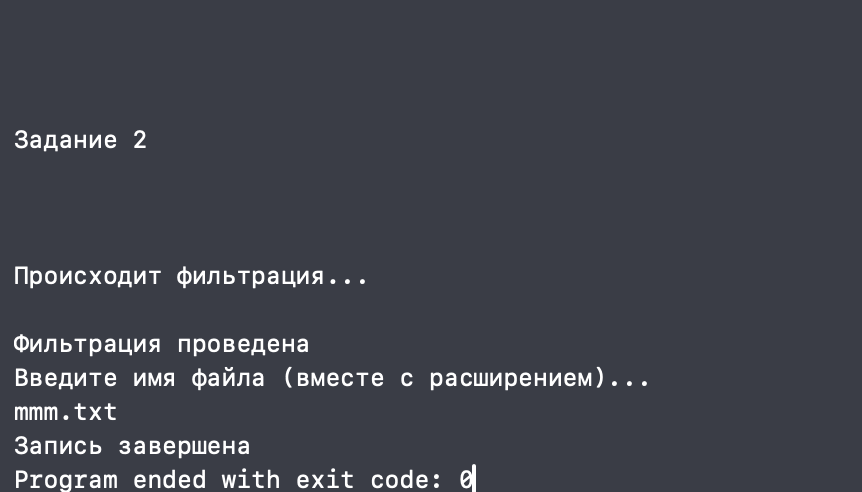 Задание 2
Происходит фильтрация...
Фильтрация проведена
Введите имя файла (вместе с расширением)...
mmm.txt
Запись завершена
Program ended with exit code: 0